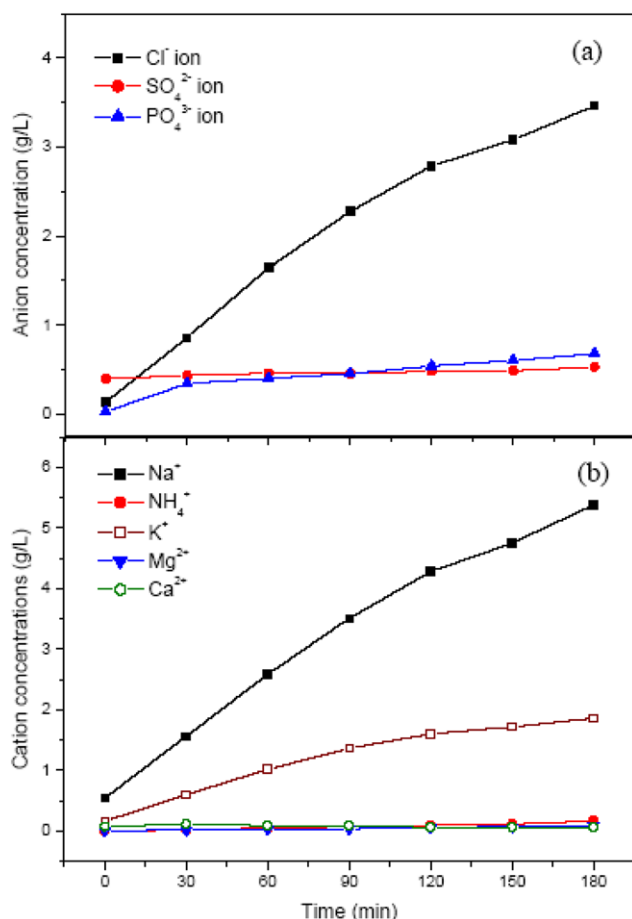 (a)
Cl⁻ ion
SO₄²⁻ ion
PO₄³⁻ ion
Anion concentration (g/L)
4
3
2
1
0
(b)
Na⁺
NH₄⁺
K⁺
Mg²⁺
Ca²⁺
Cation concentrations (g/L)
6
5
4
3
2
1
0
0 30 60 90 120 150 180
Time (min)